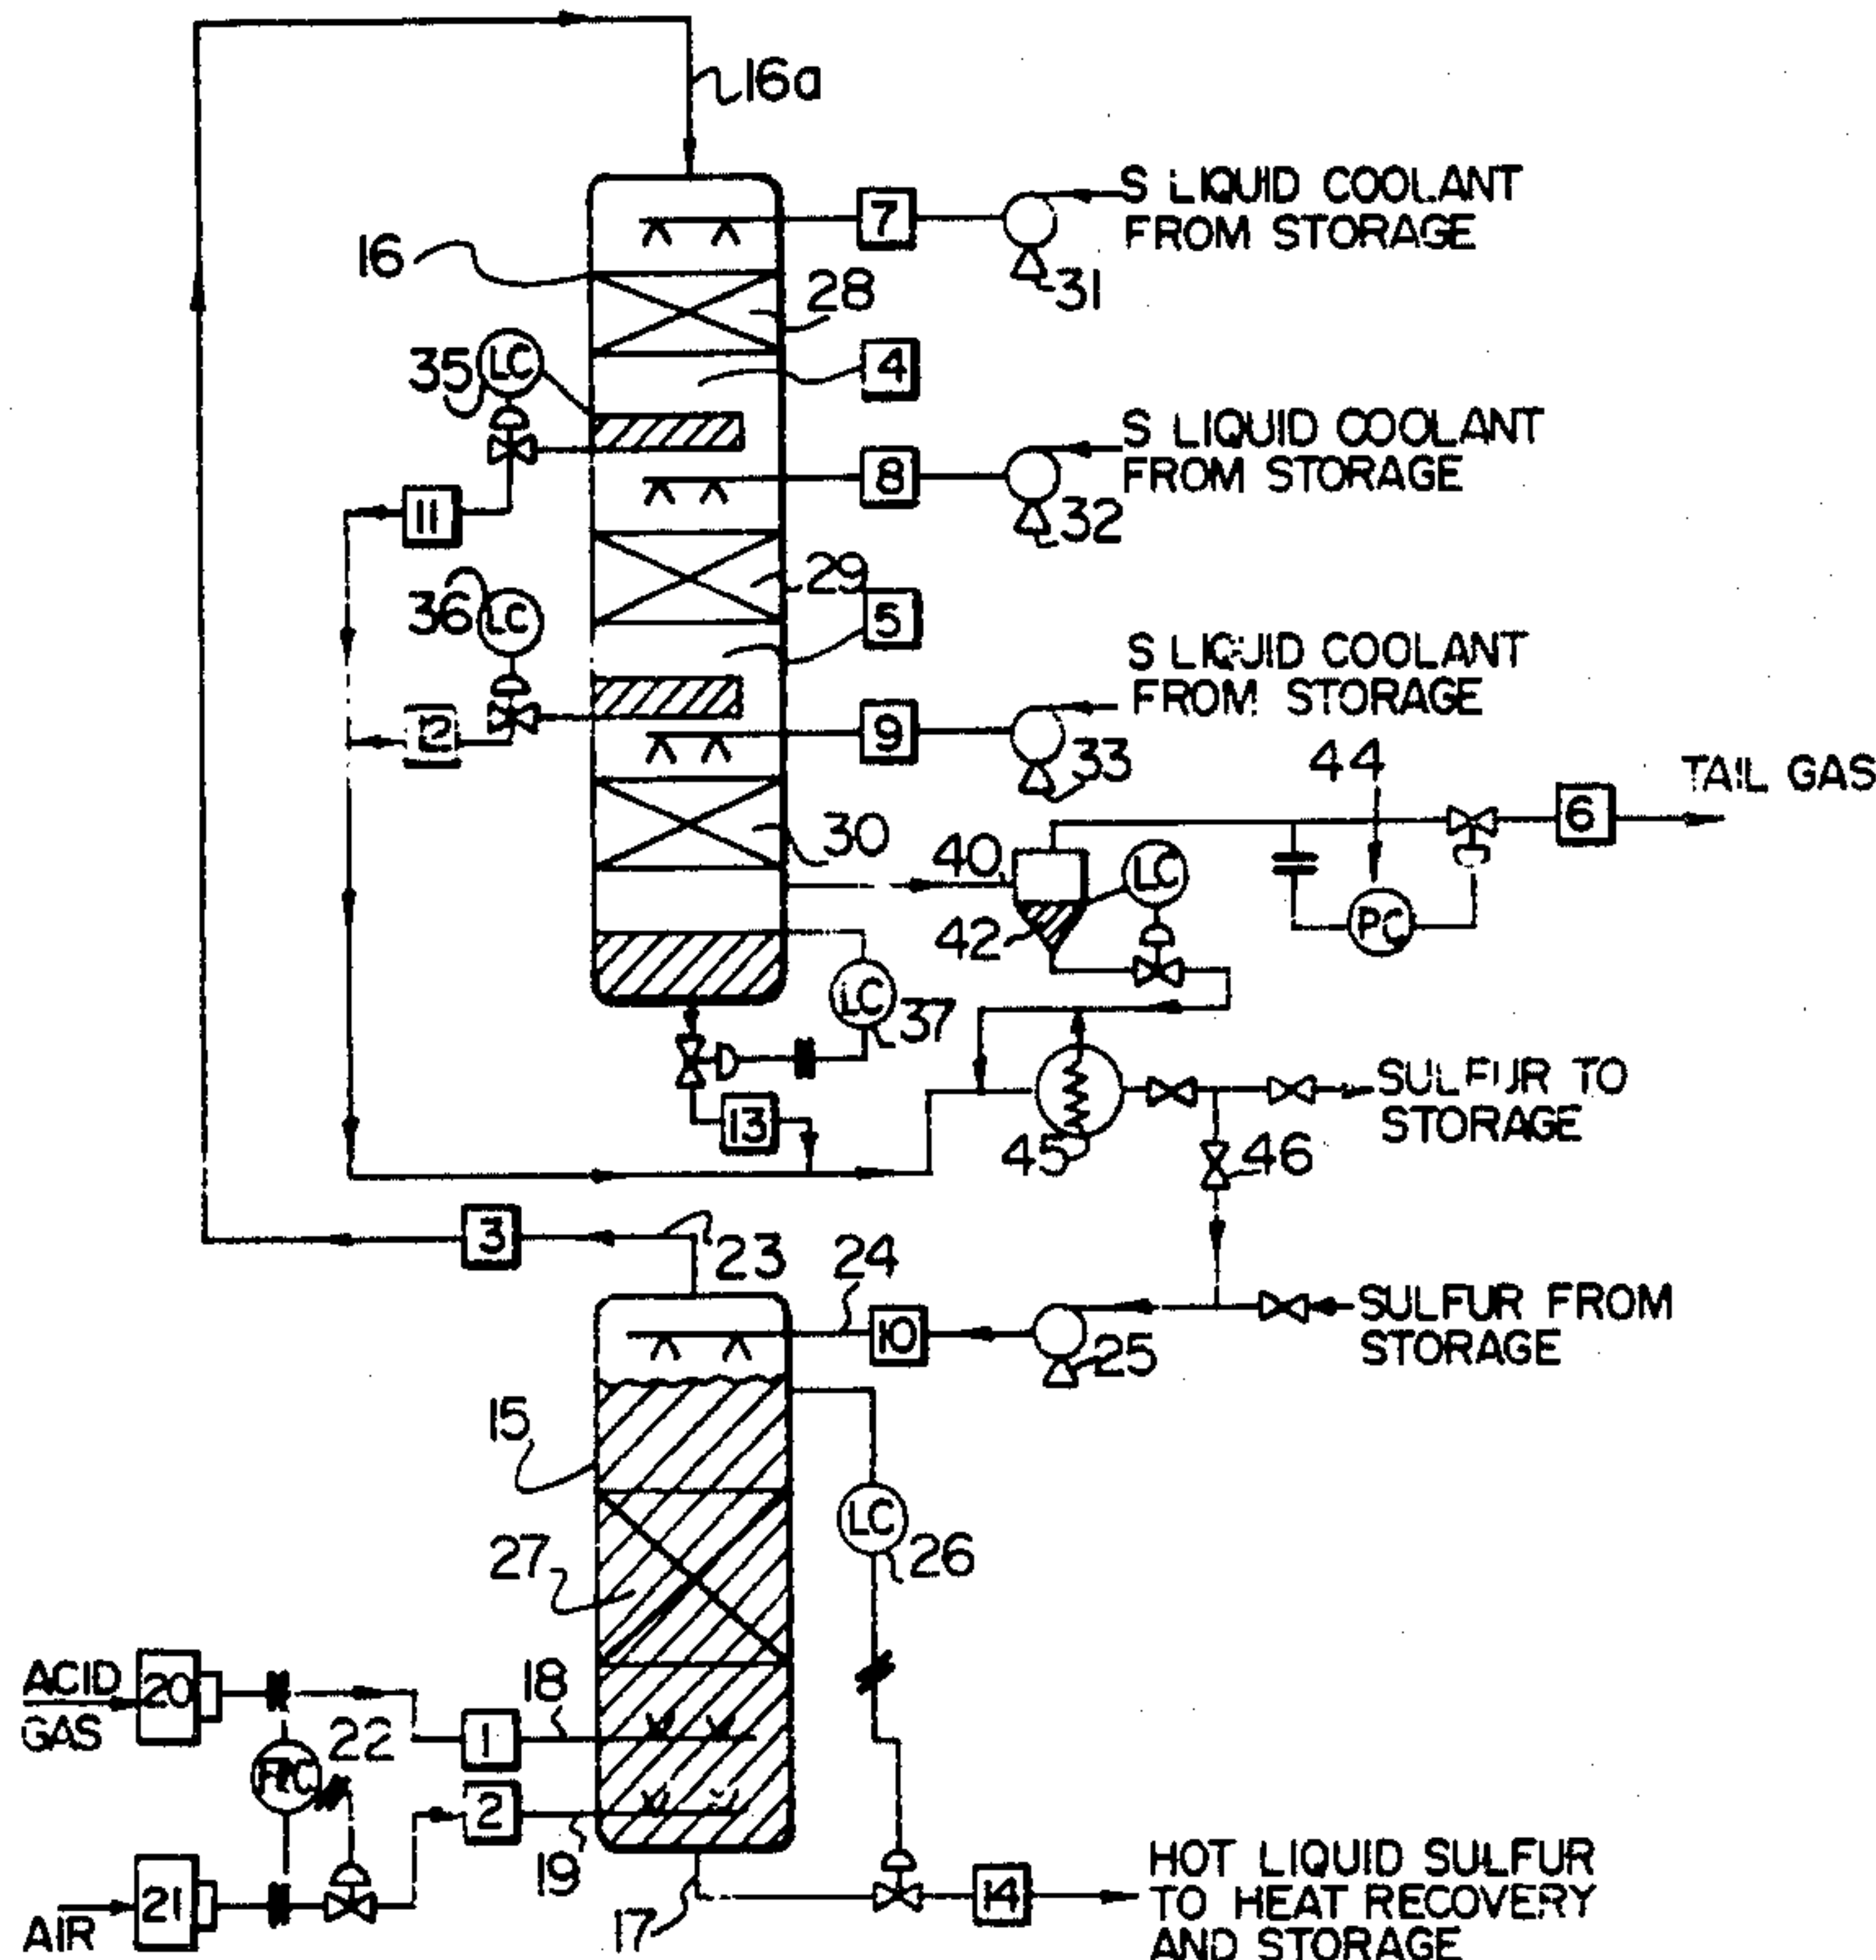 16a
S LIQUID COOLANT
FROM STORAGE
7
31
16
28
LC
35
4
S LIQUID COOLANT
FROM STORAGE
8
32
11
29
36
LC
5
S LIQUID COOLANT
FROM STORAGE
12
9
33
44
TAIL GAS
6
30
40
LC
PC
42
LC
37
SULFUR TO
STORAGE
13
45
46
3
23
24
SULFUR FROM
STORAGE
10
25
15
LC
26
27
ACID
GAS
20
18
1
22
2
19
AIR
21
17
14
HOT LIQUID SULFUR
TO HEAT RECOVERY
AND STORAGE